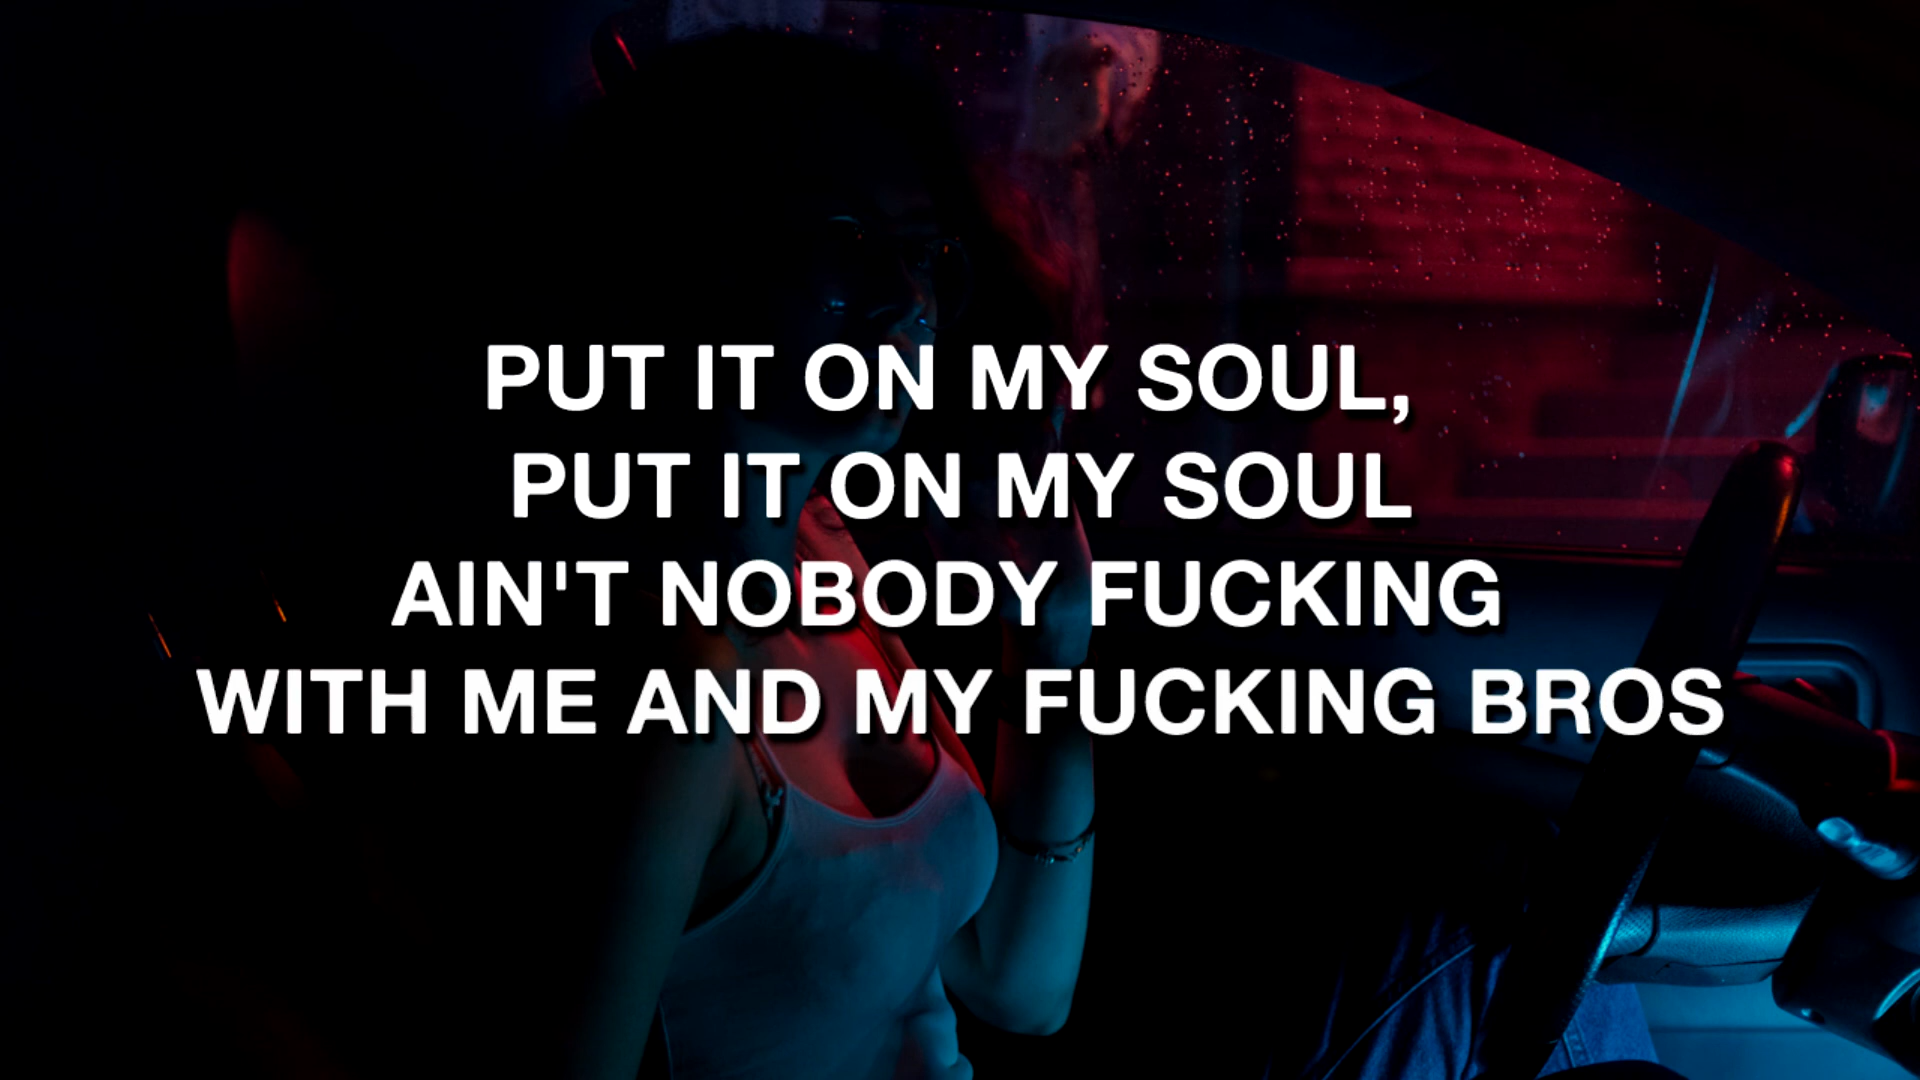 PUT IT ON MY SOUL,
PUT IT ON MY SOUL
AIN'T NOBODY FUCKING
WITH ME AND MY FUCKING BROS